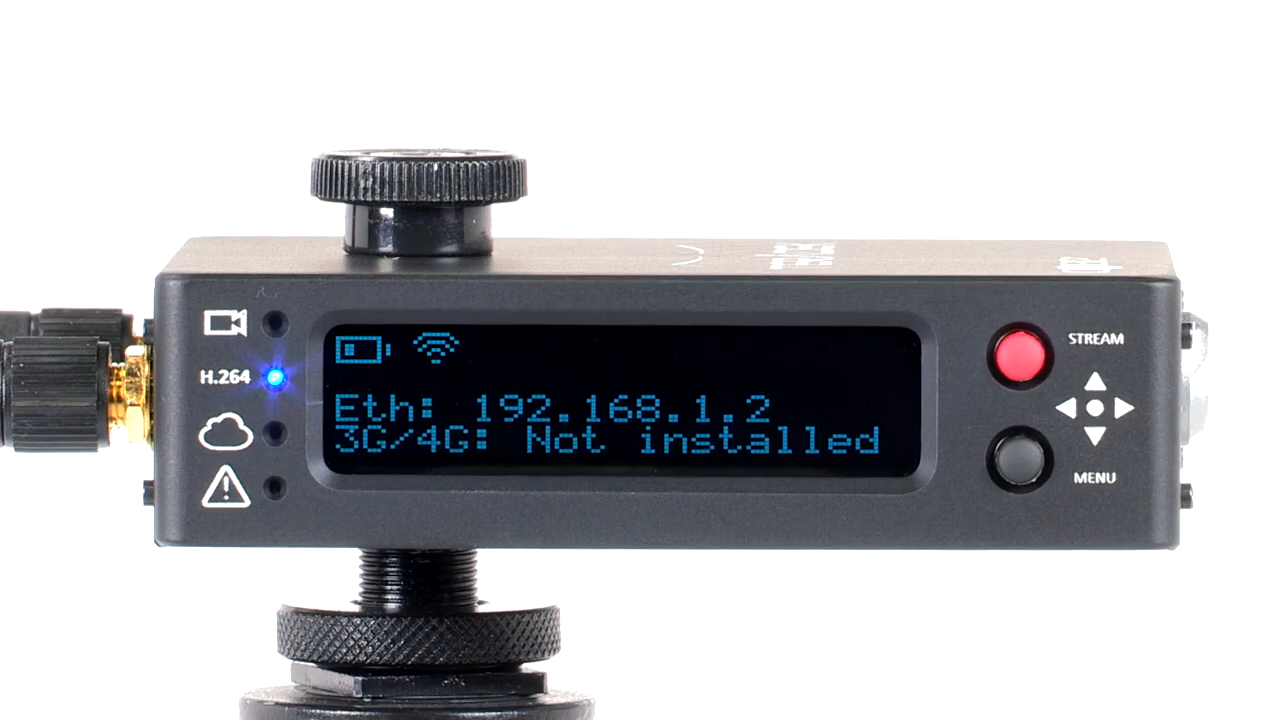 H.264
Eth: 192.168.1.2
3G/4G: Not installed
STREAM
MENU